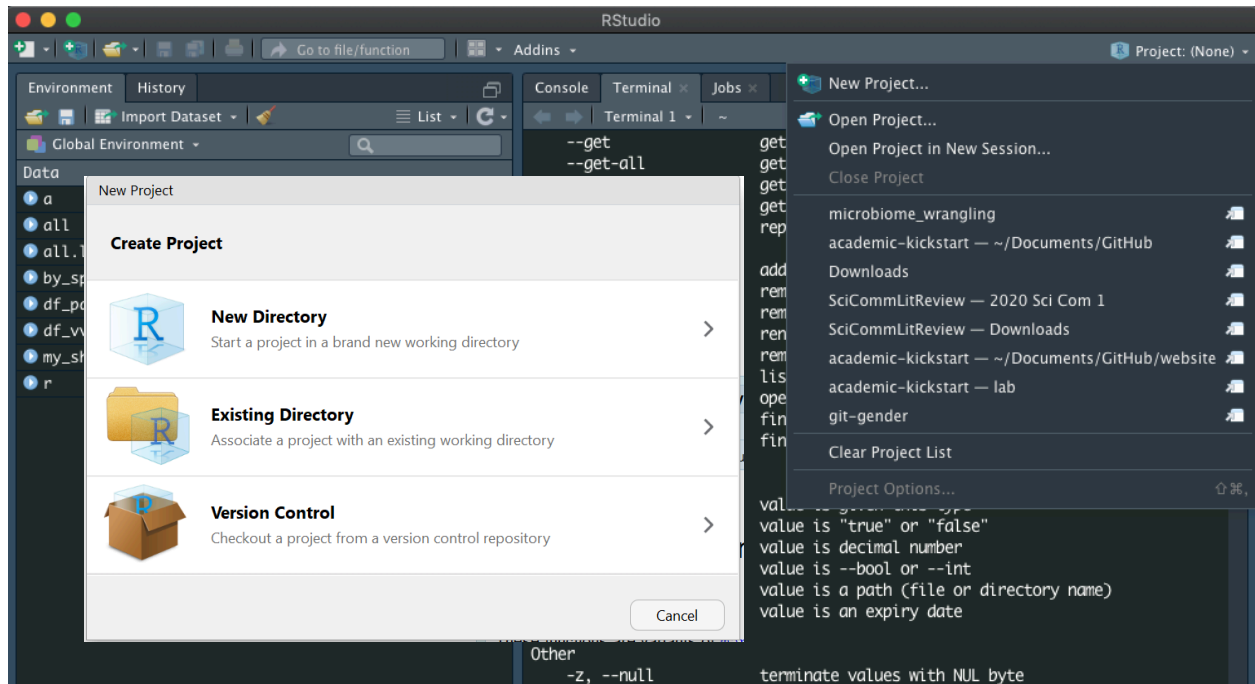 RStudio
Go to file/function
Addins
Project: (None)
Environment
History
Import Dataset
List
Global Environment
Data
a
all
r
New Project
Create Project
New Directory
Start a project in a brand new working directory
Existing Directory
Associate a project with an existing working directory
Version Control
Checkout a project from a version control repository
Cancel
Console
Terminal
Jobs
Terminal 1
~
--get
--get-all
value is "true" or "false"
value is decimal number
value is --bool or --int
value is a path (file or directory name)
value is an expiry date
Other
-z, --null terminate values with NUL byte
New Project...
Open Project...
Open Project in New Session...
Close Project
microbiome_wrangling
academic-kickstart — ~/Documents/GitHub
Downloads
SciCommLitReview — 2020 Sci Com 1
SciCommLitReview — Downloads
academic-kickstart — ~/Documents/GitHub/website
academic-kickstart — lab
git-gender
Clear Project List
Project Options... ⇧⌘,